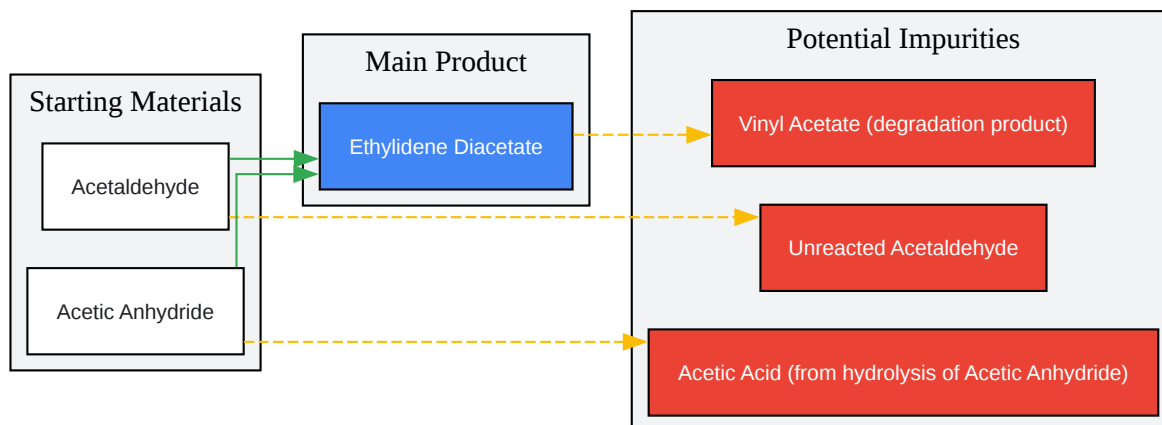 Starting Materials
Acetaldehyde
Acetic Anhydride
Main Product
Ethylidene Diacetate
Potential Impurities
Vinyl Acetate (degradation product)
Unreacted Acetaldehyde
Acetic Acid (from hydrolysis of Acetic Anhydride)